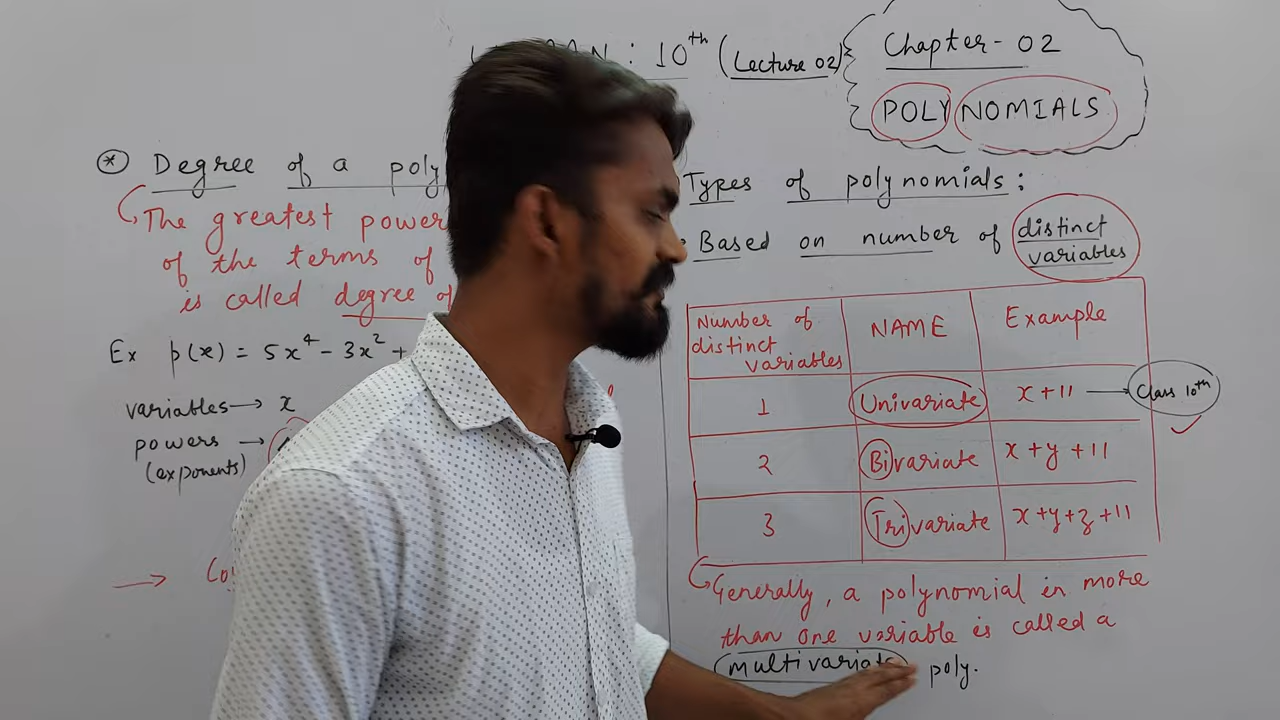 : 10th (Lecture 02)
Chapter - 02
POLYNOMIALS
* Degree of a poly
The greatest power
of the terms of
is called degree of
Ex p(x) = 5x⁴ - 3x² +
variables → x
powers →
(exponents)
→
Types of polynomials :
Based on number of distinct variables
Number of distinct variables NAME Example
1 Univariate x + 11 → Class 10th ✓
2 Bivariate x + y + 11
3 Trivariate x + y + z + 11
Generally, a polynomial in more
than one variable is called a
multivariate poly.